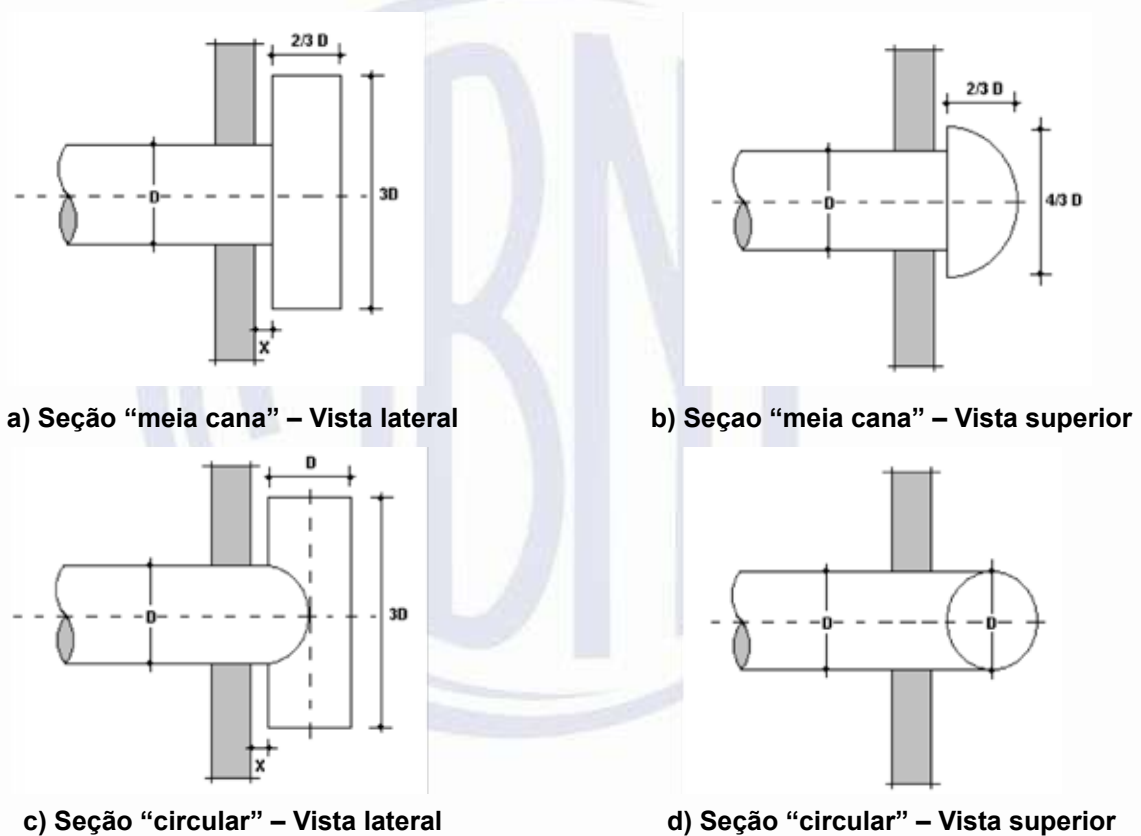 2/3 D
D
3D
X
2/3 D
D
4/3 D
a) Seção “meia cana” – Vista lateral
b) Seçao “meia cana” – Vista superior
D
D
3D
X
D
D
c) Seção “circular” – Vista lateral
d) Seção “circular” – Vista superior